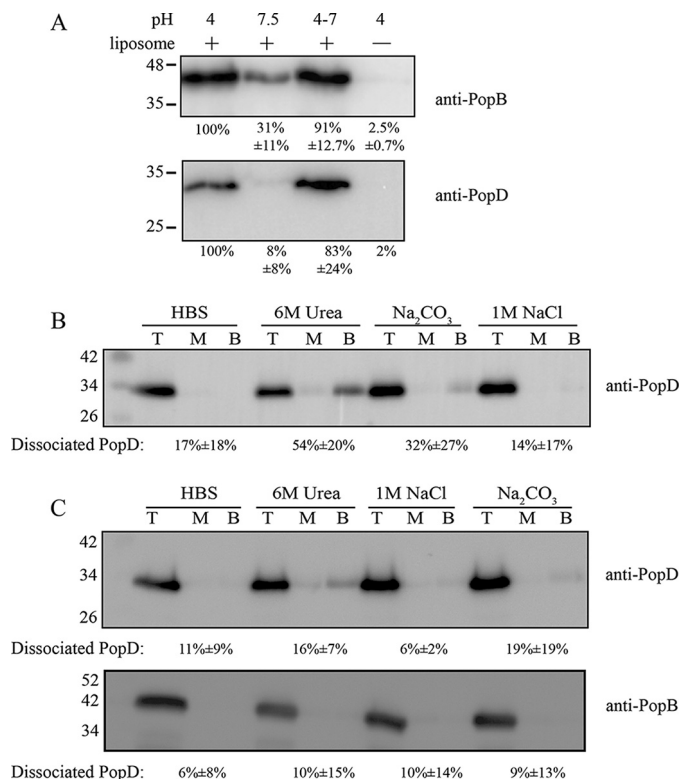 A
pH 4 7.5 4-7 4
liposome + + + —
48
35
anti-PopB
100% 31% 91% 2.5%
±11% ±12.7% ±0.7%
35
25
anti-PopD
100% 8% 83% 2%
±8% ±24%
B
HBS 6M Urea Na2CO3 1M NaCl
T M B T M B T M B T M B
42
34
26
anti-PopD
Dissociated PopD: 17%±18% 54%±20% 32%±27% 14%±17%
C
HBS 6M Urea 1M NaCl Na2CO3
T M B T M B T M B T M B
42
34
26
anti-PopD
Dissociated PopD: 11%±9% 16%±7% 6%±2% 19%±19%
52
42
34
anti-PopB
Dissociated PopD: 6%±8% 10%±15% 10%±14% 9%±13%